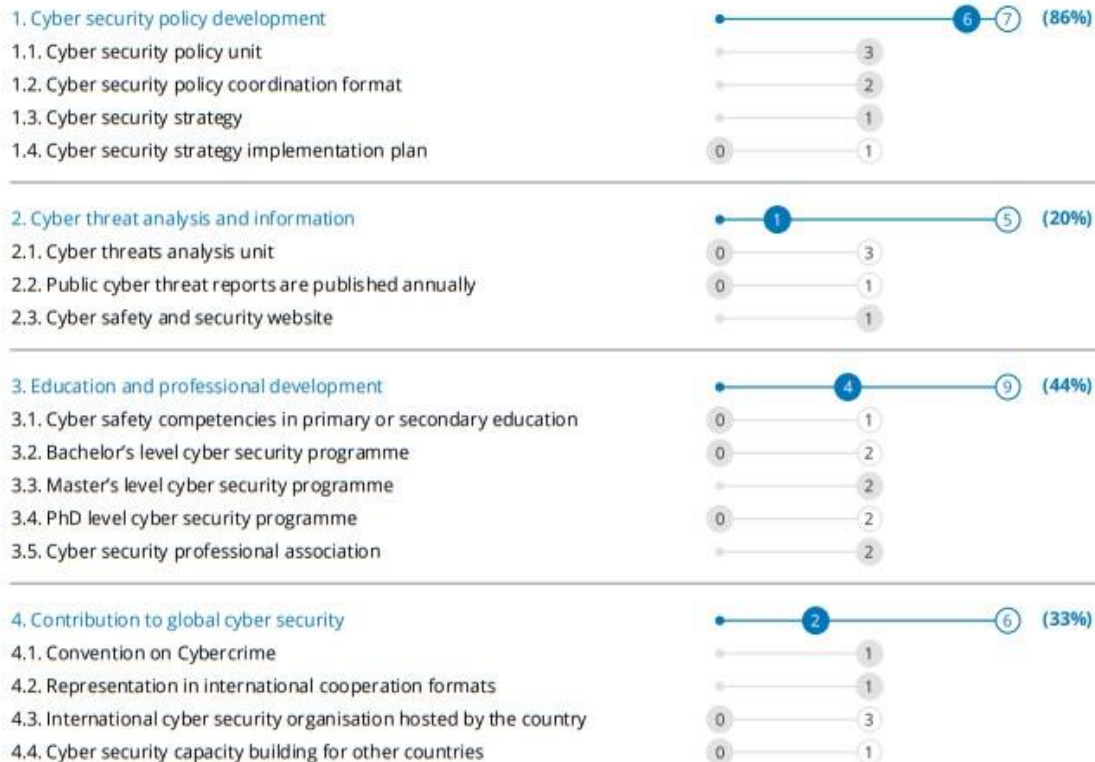 1. Cyber security policy development 6 7 (86%)
1.1. Cyber security policy unit 3
1.2. Cyber security policy coordination format 2
1.3. Cyber security strategy 1
1.4. Cyber security strategy implementation plan 0 1
2. Cyber threat analysis and information 1 5 (20%)
2.1. Cyber threats analysis unit 0 3
2.2. Public cyber threat reports are published annually 0 1
2.3. Cyber safety and security website 1
3. Education and professional development 4 9 (44%)
3.1. Cyber safety competencies in primary or secondary education 0 1
3.2. Bachelor's level cyber security programme 0 2
3.3. Master's level cyber security programme 2
3.4. PhD level cyber security programme 0 2
3.5. Cyber security professional association 2
4. Contribution to global cyber security 2 6 (33%)
4.1. Convention on Cybercrime 1
4.2. Representation in international cooperation formats 1
4.3. International cyber security organisation hosted by the country 0 3
4.4. Cyber security capacity building for other countries 0 1